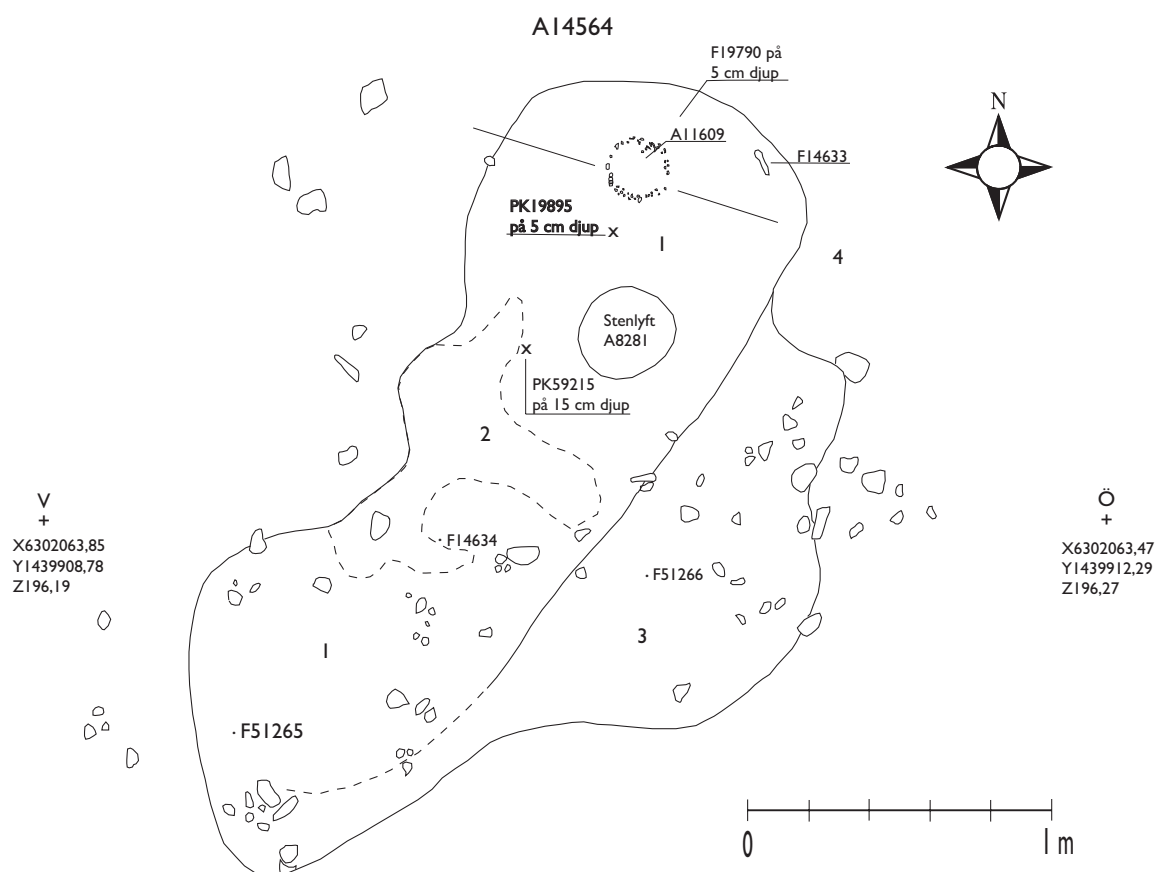 A14564
F19790 på
5 cm djup
N
A11609
F14633
PK19895
på 5 cm djup x
1
4
Stenlyft
A8281
x
PK59215
på 15 cm djup
2
V
+
X6302063,85
Y1439908,78
Z196,19
Ö
+
X6302063,47
Y1439912,29
Z196,27
F14634
F51266
3
1
F51265
0 1 m